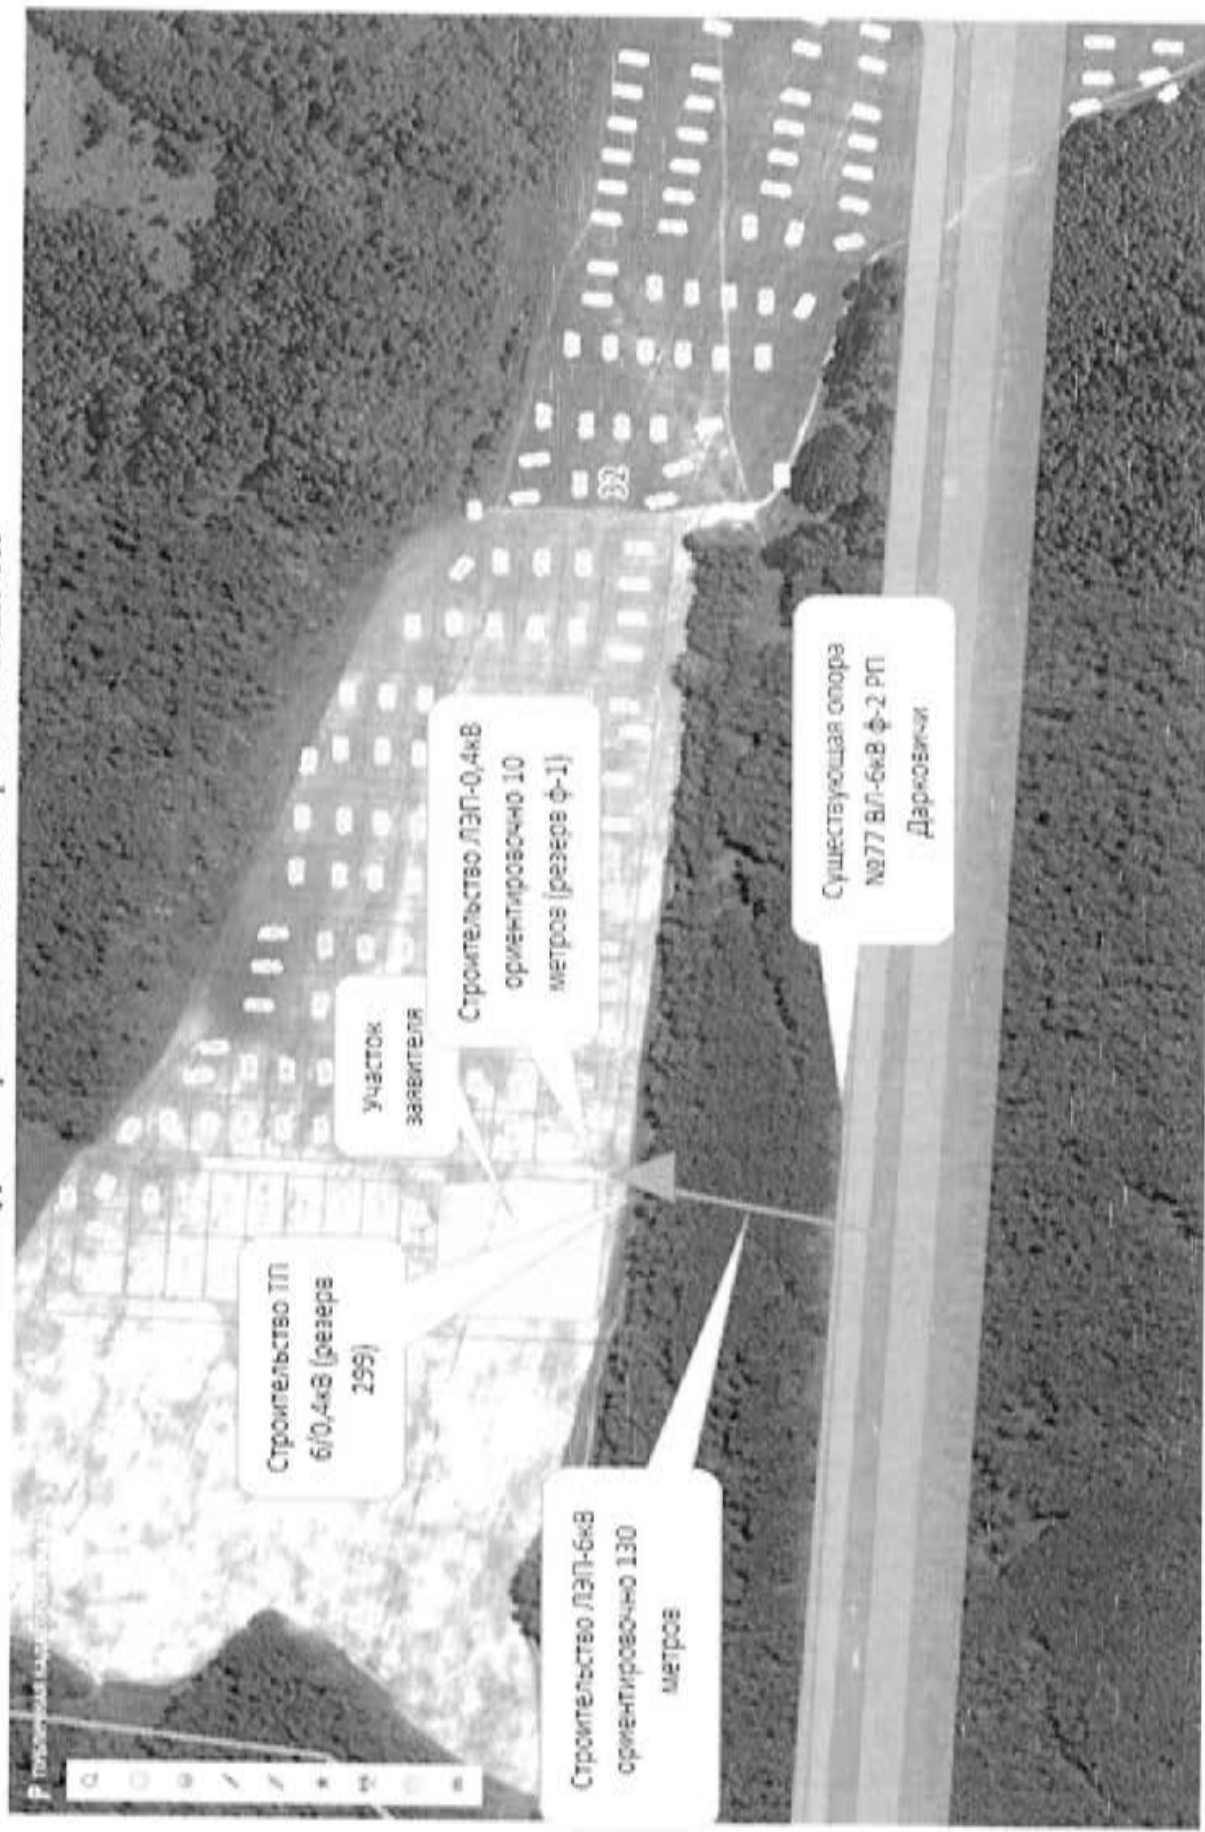 Строительство ТП
6/0,4кВ (резерв
299)
Участок
заявителя
Строительство ЛЭП-0,4кВ
ориентировочно 10
метров (резерв ф-1)
32
Строительство ЛЭП-6кВ
ориентировочно 130
метров
Существующая опора
№77 ВЛ-6кВ ф-2 РП
Дарковичи